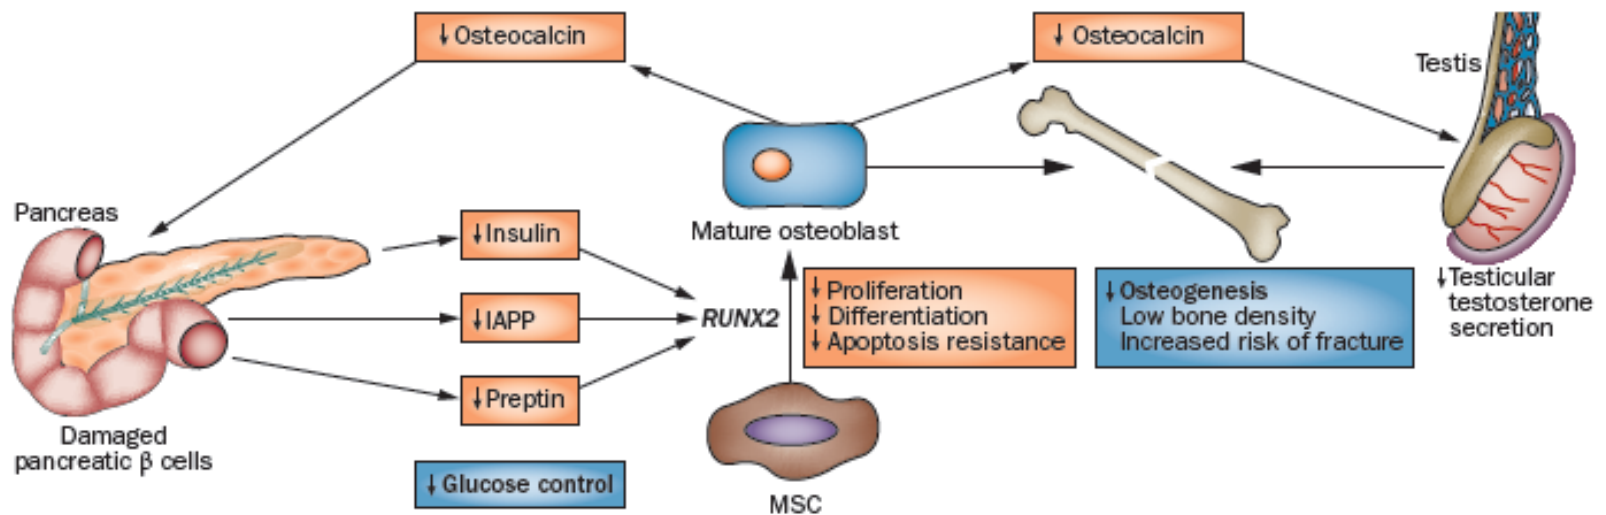 ↓ Osteocalcin
↓ Osteocalcin
Testis
Pancreas
↓ Insulin
Mature osteoblast
↓ Proliferation
↓ Differentiation
↓ Apoptosis resistance
↓ Osteogenesis
Low bone density
Increased risk of fracture
↓ Testicular
testosterone
secretion
↓ IAPP
RUNX2
↓ Preptin
Damaged
pancreatic β cells
↓ Glucose control
MSC